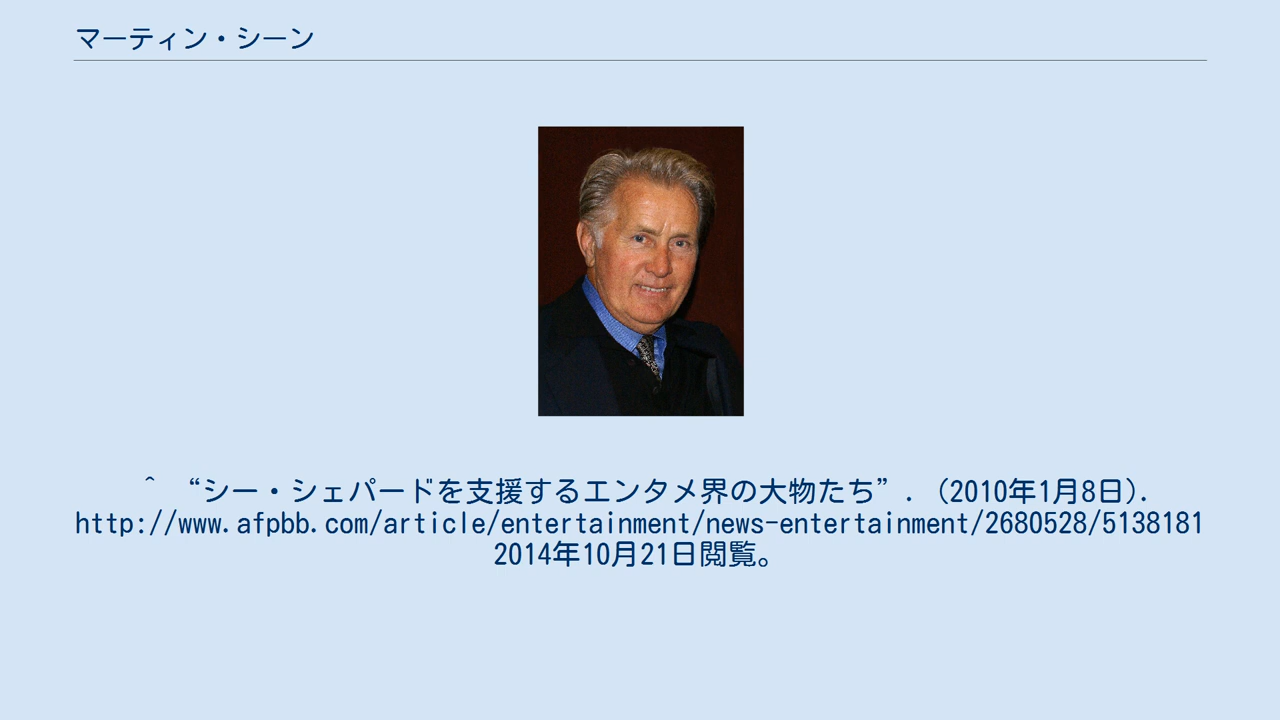 マーティン・シーン
^ “シー・シェパードを支援するエンタメ界の大物たち”. (2010年1月8日).
http://www.afpbb.com/article/entertainment/news-entertainment/2680528/5138181
2014年10月21日閲覧。